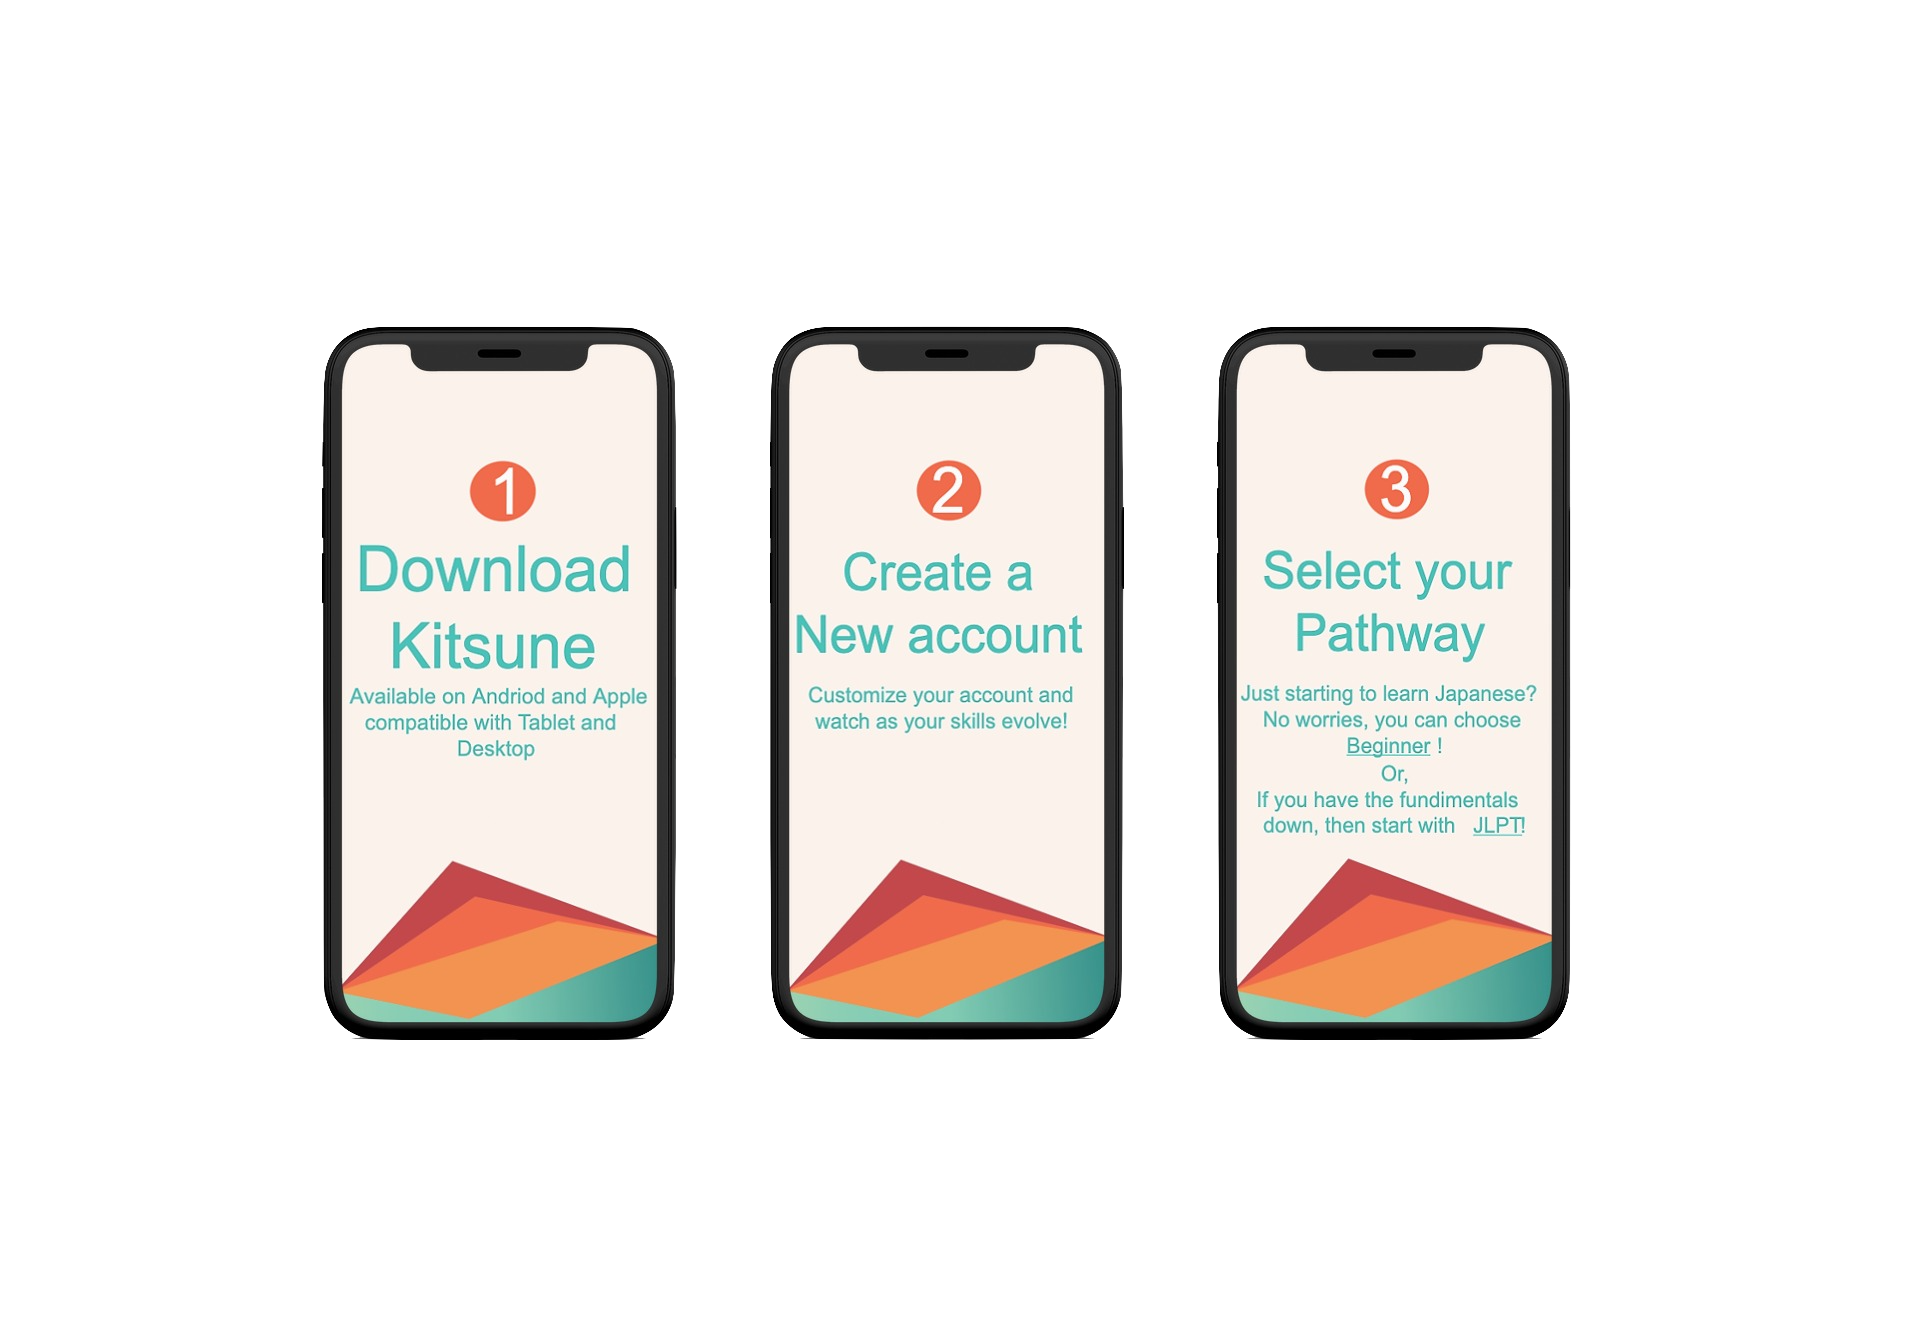 1
Download
Kitsune
Available on Andriod and Apple
compatible with Tablet and
Desktop
2
Create a
New account
Customize your account and
watch as your skills evolve!
3
Select your
Pathway
Just starting to learn Japanese?
No worries, you can choose
Beginner !
Or,
If you have the fundimentals
down, then start with JLPT!